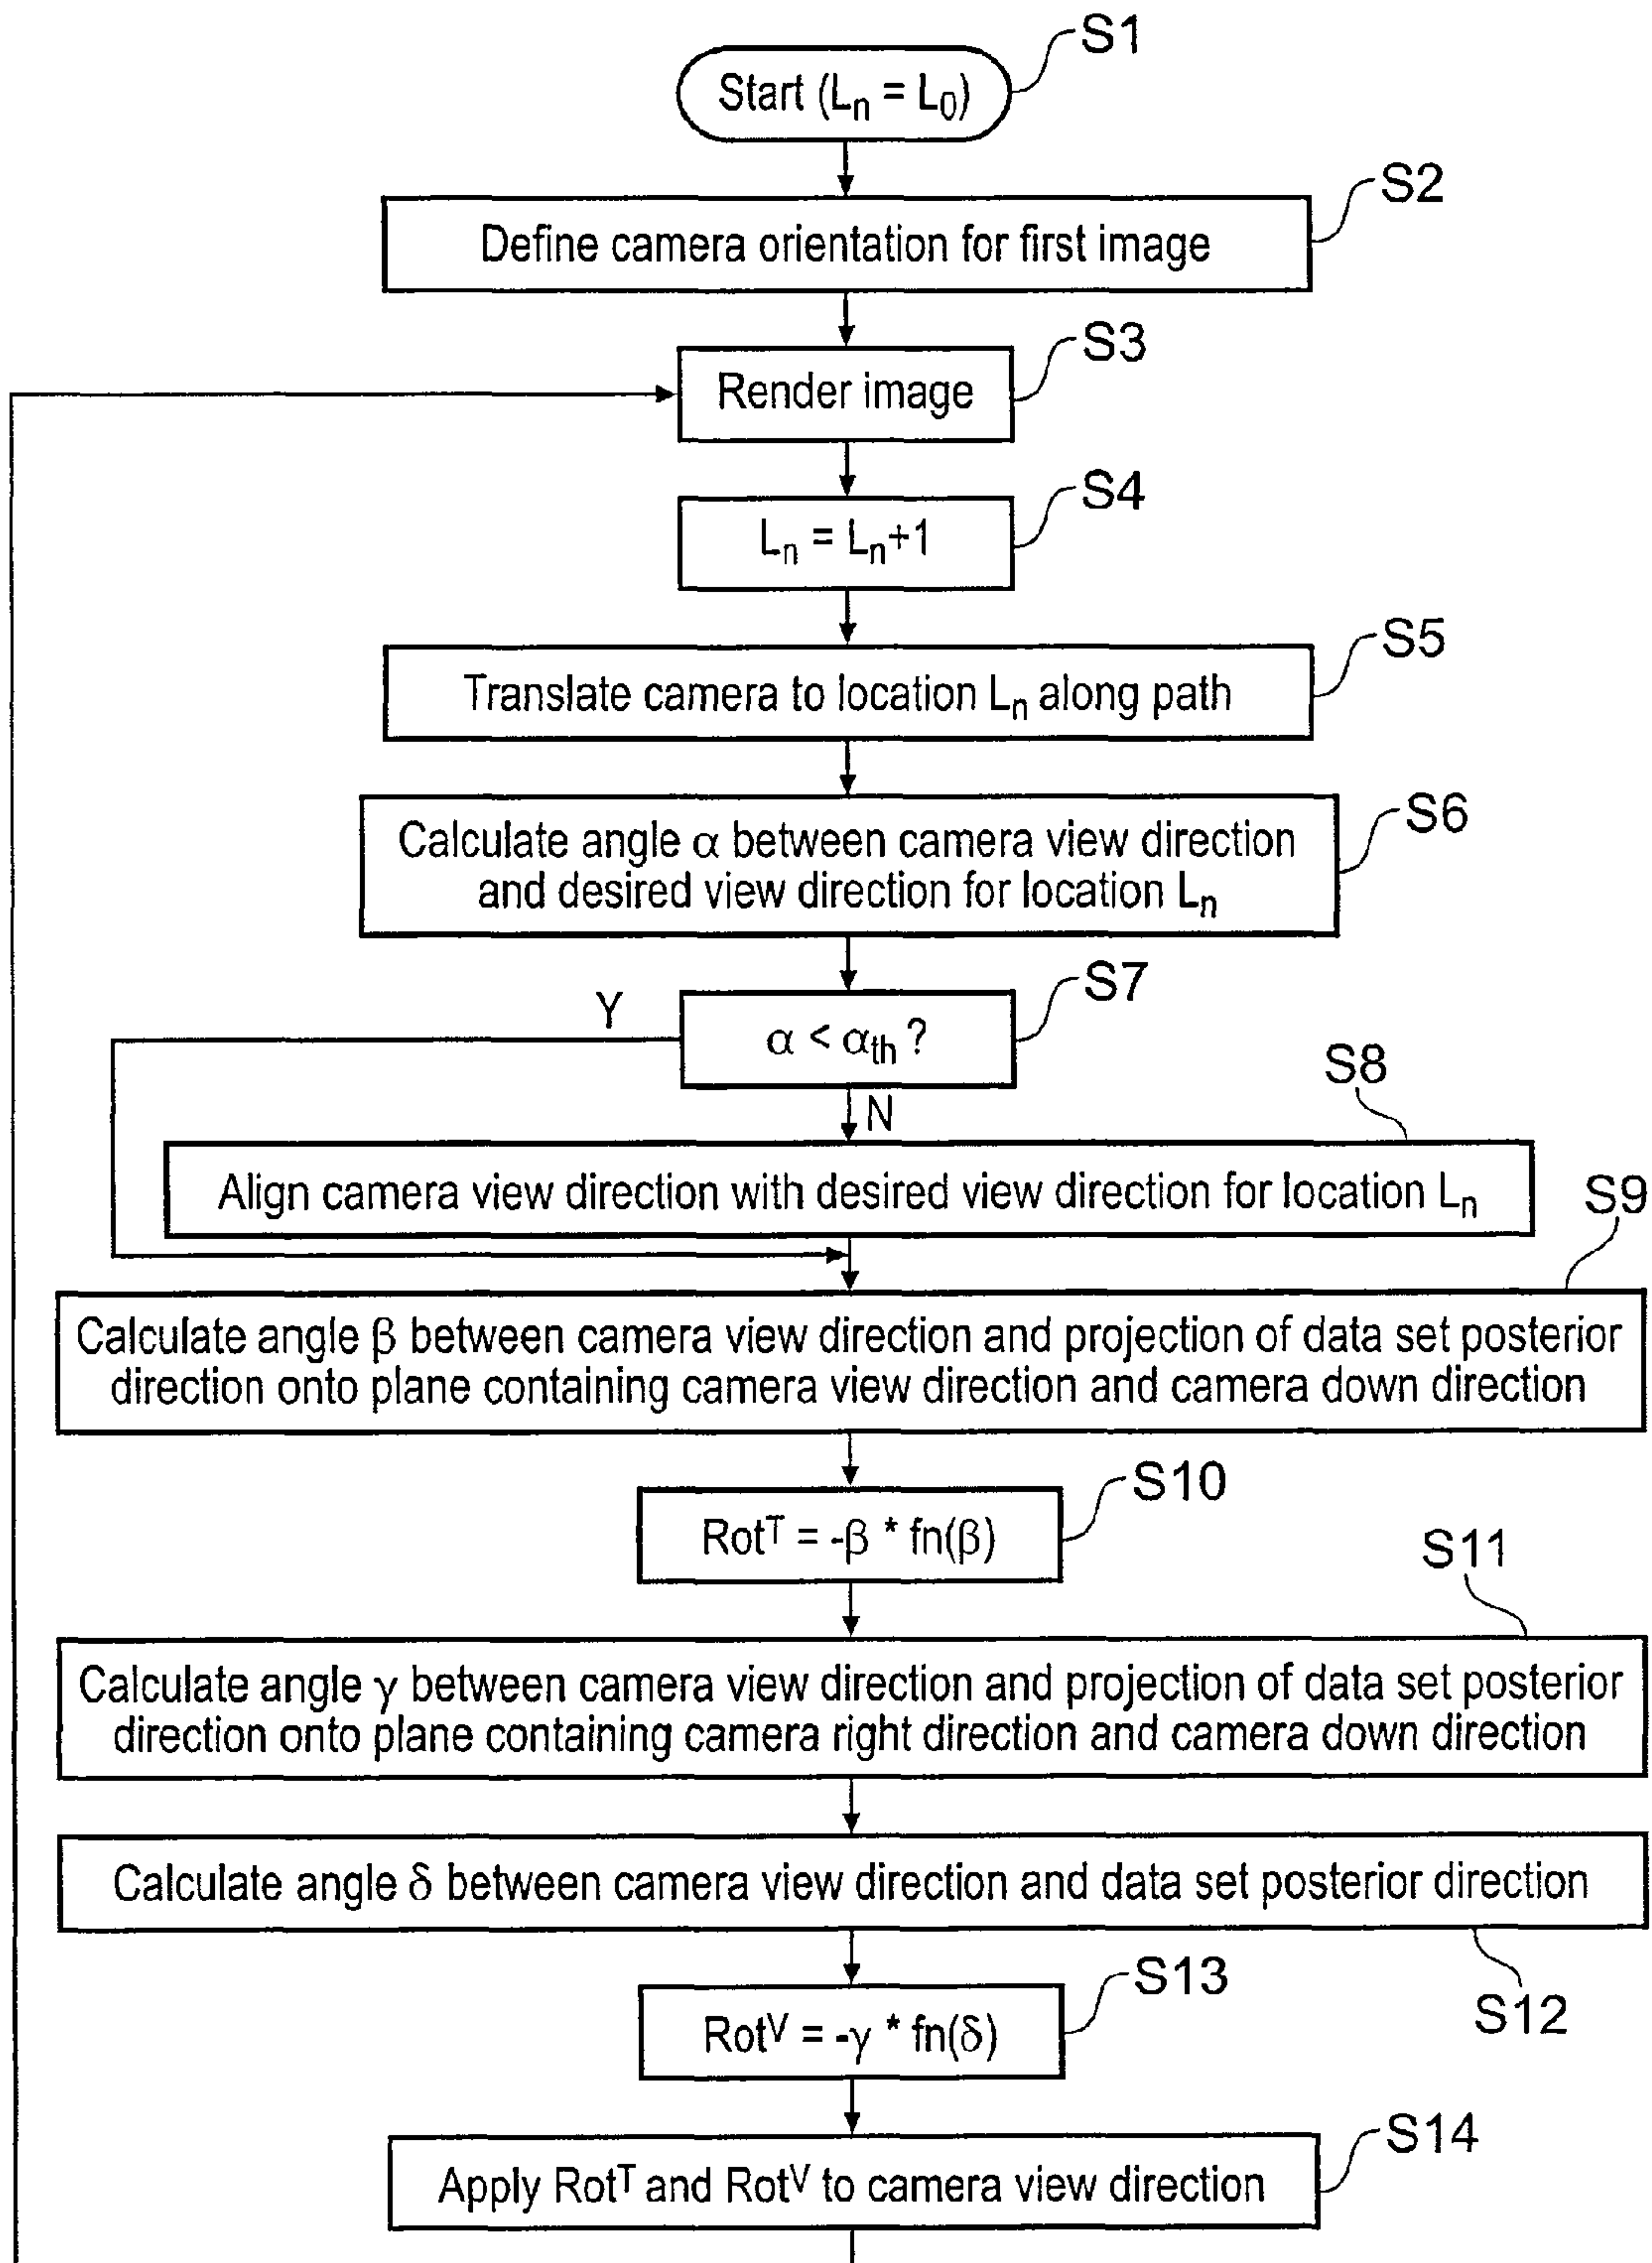 S1
Start (Lₙ = L₀)
S2
Define camera orientation for first image
S3
Render image
S4
Lₙ = Lₙ+1
S5
Translate camera to location Lₙ along path
S6
Calculate angle α between camera view direction
and desired view direction for location Lₙ
S7
Y
α < αth ?
N
S8
Align camera view direction with desired view direction for location Lₙ
S9
Calculate angle β between camera view direction and projection of data set posterior
direction onto plane containing camera view direction and camera down direction
S10
Rotᵀ = -β * fn(β)
S11
Calculate angle γ between camera view direction and projection of data set posterior
direction onto plane containing camera right direction and camera down direction
Calculate angle δ between camera view direction and data set posterior direction
S12
S13
Rotⱽ = -γ * fn(δ)
S14
Apply Rotᵀ and Rotⱽ to camera view direction